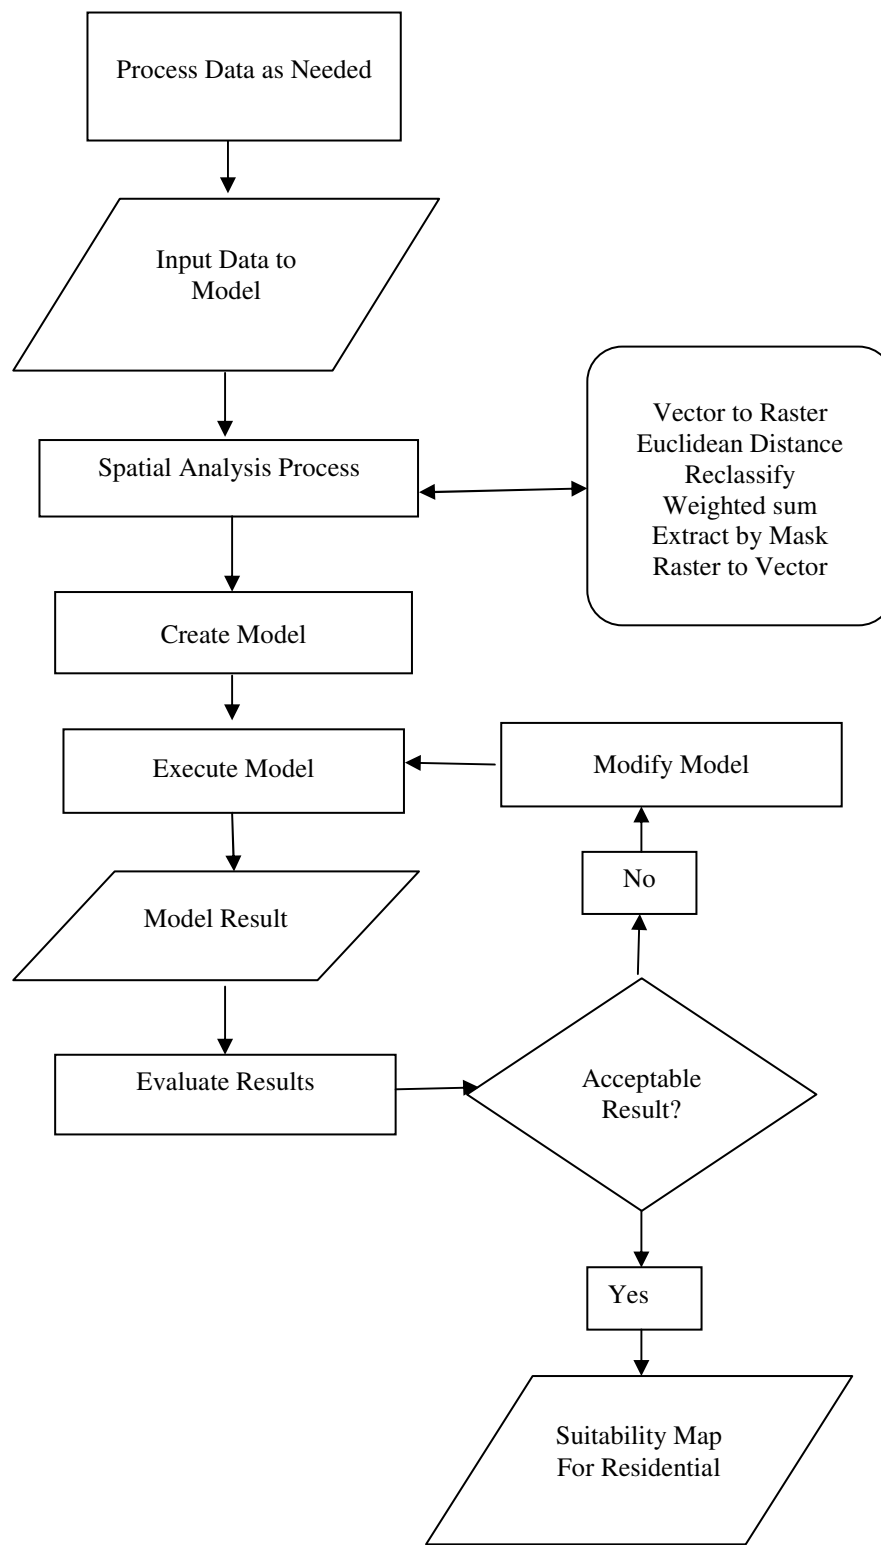 Process Data as Needed
Input Data to
Model
Spatial Analysis Process
Vector to Raster
Euclidean Distance
Reclassify
Weighted sum
Extract by Mask
Raster to Vector
Create Model
Execute Model
Modify Model
No
Model Result
Evaluate Results
Acceptable
Result?
Yes
Suitability Map
For Residential